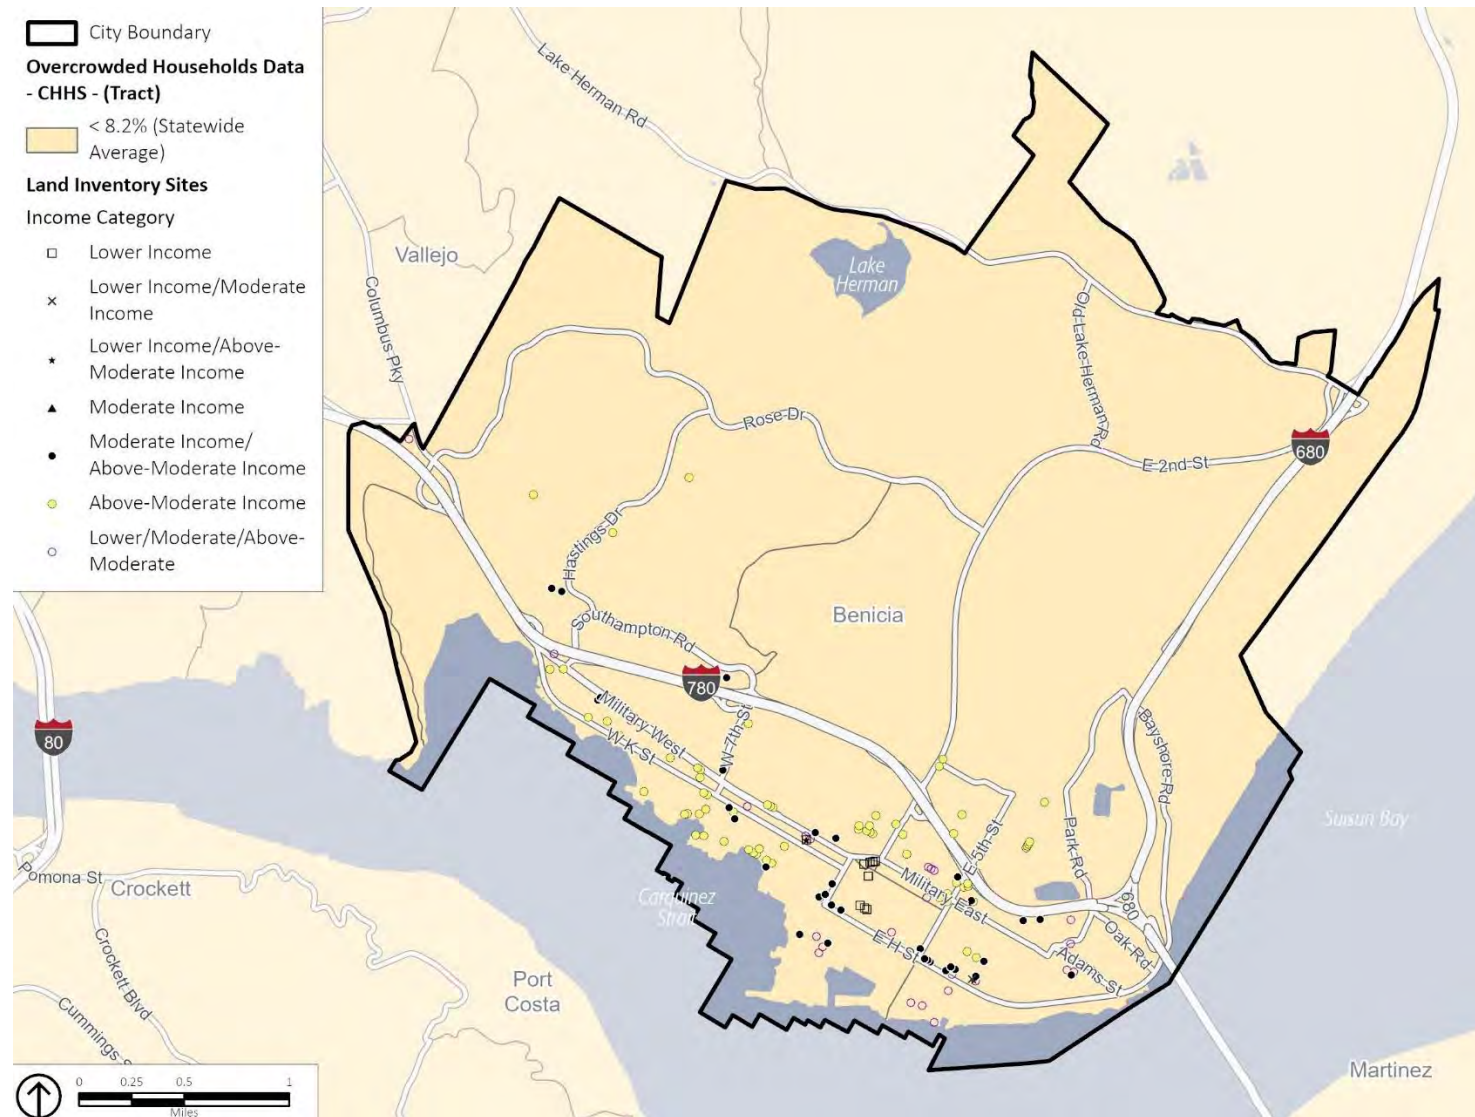 City Boundary
Overcrowded Households Data
- CHHS - (Tract)
< 8.2% (Statewide
Average)
Land Inventory Sites
Income Category
Lower Income
Lower Income/Moderate
Income
Lower Income/Above-
Moderate Income
Moderate Income
Moderate Income/
Above-Moderate Income
Above-Moderate Income
Lower/Moderate/Above-
Moderate
Lake Herman Rd
Vallejo
Columbus Pky
Lake
Herman
Old Lake Herman Rd
Rose Dr
E 2nd St
680
Hastings Dr
Southampton Rd
Benicia
780
Military West
W K St
W 7th St
80
Bayshore Rd
Park Rd
E 5th St
Suisun Bay
Pomona St
Crockett
Carquinez
Strait
Military East
680
Oak Rd
E H St
Adams St
Crockett Blvd
Port
Costa
Cummings S
Martinez
0 0.25 0.5 1
Miles